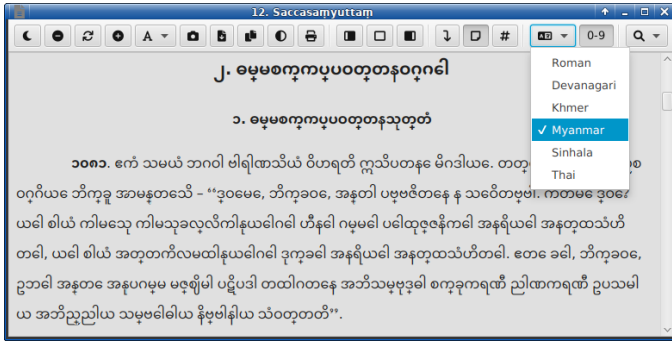 12. Saccasaṃyuttaṃ
A
#
0-9
Roman
Devanagari
Khmer
Myanmar
Sinhala
Thai
၂. ဓမ္မစက္ကပ္ပဝတ္တနဝဂ္ဂေါ
၁. ဓမ္မစက္ကပ္ပဝတ္တနသုတ္တံ
၁၀၈၁. ဧကံ သမယံ ဘဂဝါ ဗါရါဏသိယံ ဝိဟရတိ ဣသိပတနေ မိဂဒါယေ.
ဝဂ္ဂိယေ ဘိက္ခူ အာမန္တေသိ – ‘‘ဒွေမေ, ဘိက္ခဝေ, အန္တါ ပဗ္ဗဇိတေန န သေဝိတဗ္ဗါ. ကတမေ ဒွေ?
ယေါ စါယံ ကါမေသု ကါမသုခလ္လိကါနုယေါဂေါ ဟီနေါ ဂမ္မေါ ပေါထုဇ္ဇနိကေါ အနရိယေါ အနတ္ထသံဟိ
တေါ, ယေါ စါယံ အတ္တကိလမထါနုယေါဂေါ ဒုက္ခေါ အနရိယေါ အနတ္ထသံဟိတေါ. ဧတေ ခေါ, ဘိက္ခဝေ,
ဥဘေါ အန္တေ အနုပဂမ္မ မဇ္ဈိမါ ပဋိပဒါ တထါဂတေန အဘိသမ္ဗုဒ္ဓါ စက္ခုကရဏီ ဉါဏကရဏီ ဥပသမါ
ယ အဘိညါယ သမ္ဗေါဓါယ နိဗ္ဗါနါယ သံဝတ္တတိ’’.